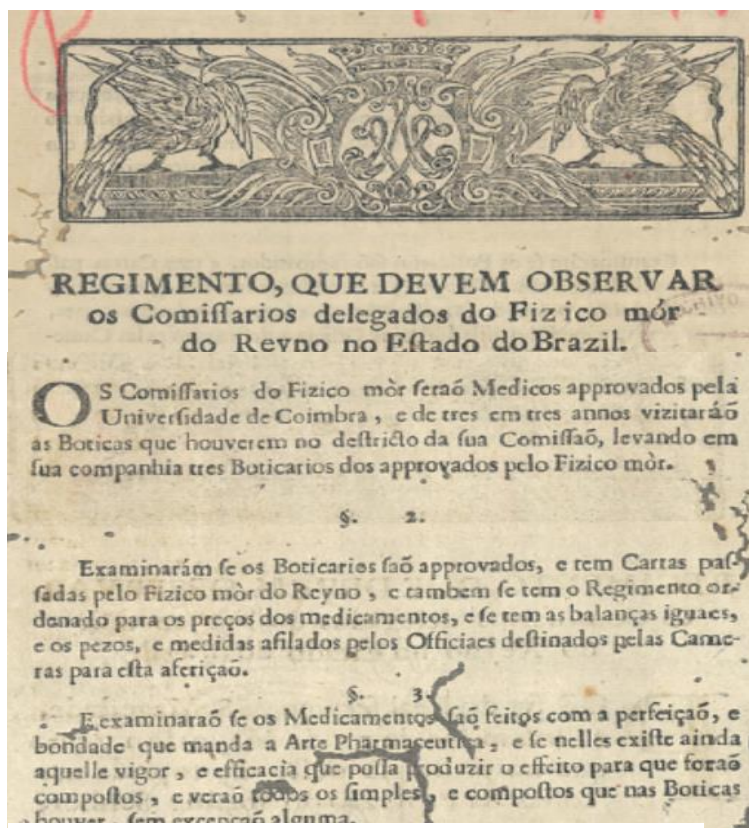 REGIMENTO, QUE DEVEM OBSERVAR
os Comiſſarios delegados do Fizico mór
do Reyno no Eſtado do Brazil.
OS Comiſſarios do Fizico mòr ſeraõ Medicos approvados pela
Univerſidade de Coimbra, e de tres em tres annos vizitaráõ
as Boticas que houverem no deſtricto da ſua Comiſſaõ, levando em
ſua companhia tres Boticarios dos approvados pelo Fizico mòr.
§. 2.
Examinarám ſe os Boticarios ſaõ approvados, e tem Cartas paſ-
ſadas pelo Fizico mòr do Reyno, e tambem ſe tem o Regimento or-
denado para os preços dos medicamentos, e ſe tem as balanças iguaes,
e os pezos, e medidas afilados pelos Officiaes deſtinados pelas Came-
ras para eſta aferiçaõ.
§. 3.
E examinaraõ ſe os Medicamentos ſaõ feitos com a perfeiçaõ, e
bondade que manda a Arte Pharmaceutica, e ſe nelles exiſte ainda
aquelle vigor, e efficacia que poſſa produzir o effeito para que foraõ
compoſtos, e veraõ todos os ſimples, e compoſtos que nas Boticas
houver, ſem excepçaõ alguma.